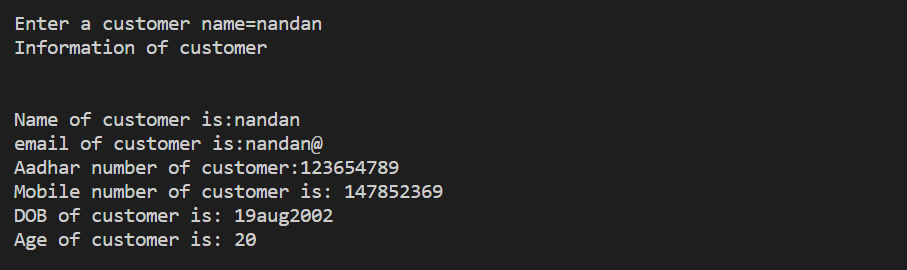 Enter a customer name=nandan
Information of customer
Name of customer is:nandan
email of customer is:nandan@
Aadhar number of customer:123654789
Mobile number of customer is: 147852369
DOB of customer is: 19aug2002
Age of customer is: 20